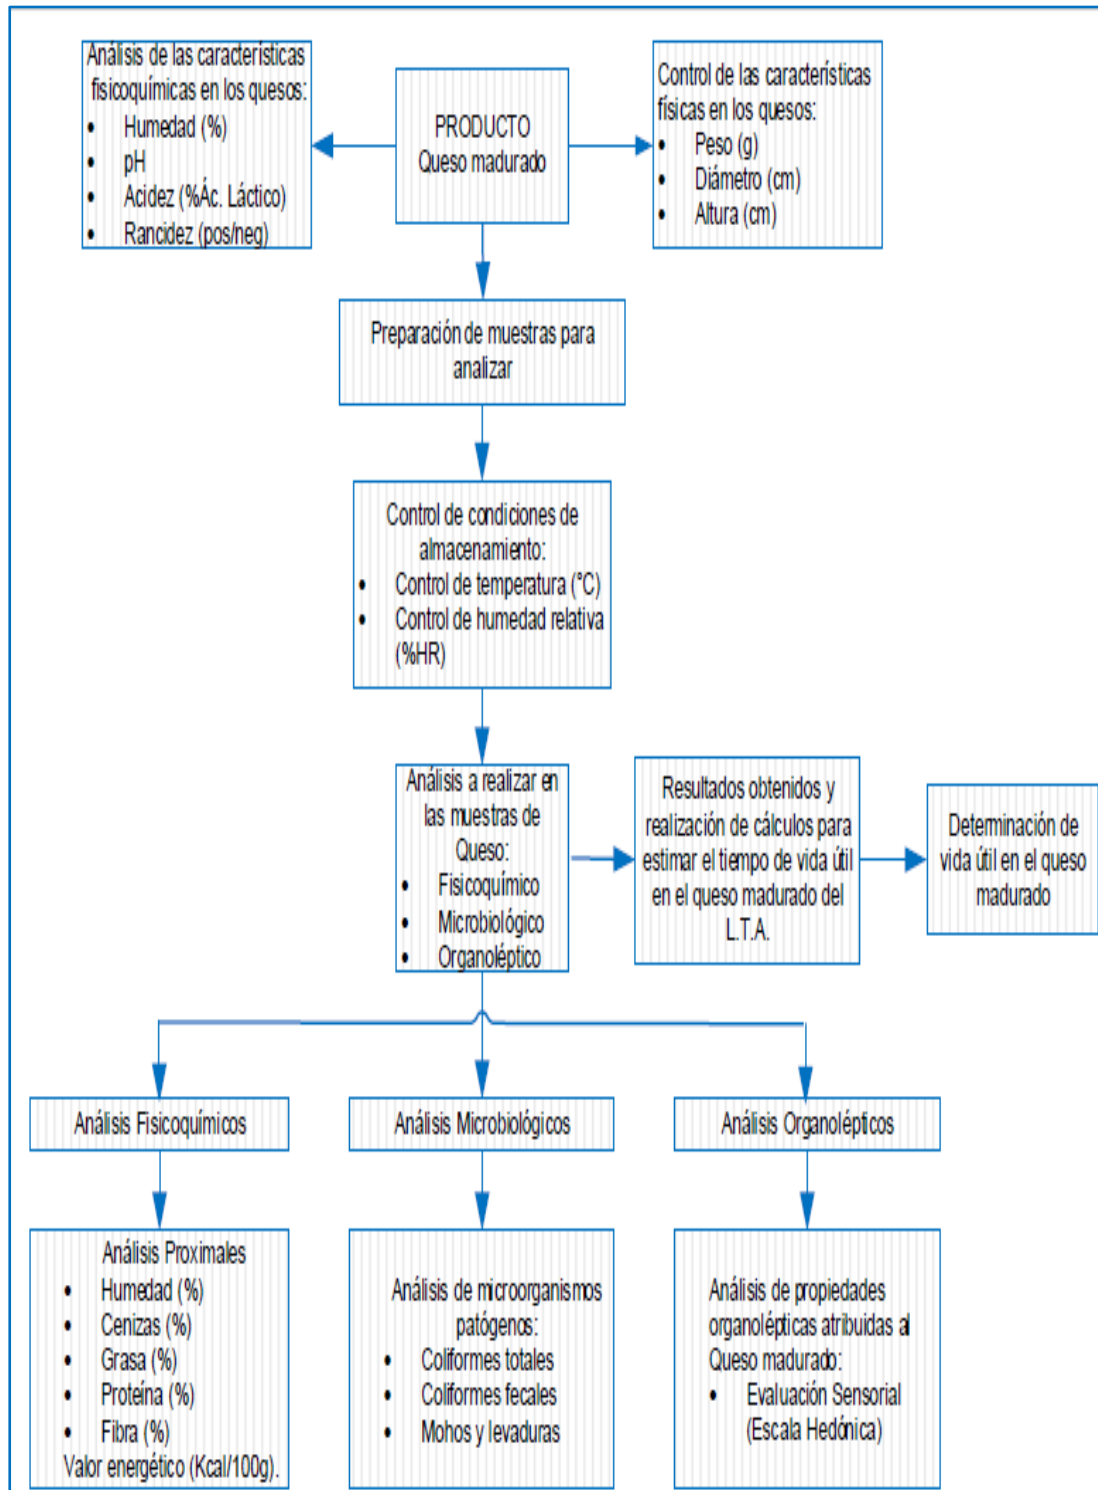 Análisis de las características
fisicoquímicas en los quesos:
• Humedad (%)
• pH
• Acidez (%Ác. Láctico)
• Rancidez (pos/neg)
PRODUCTO
Queso madurado
Control de las características
físicas en los quesos:
• Peso (g)
• Diámetro (cm)
• Altura (cm)
Preparación de muestras para
analizar
Control de condiciones de
almacenamiento:
• Control de temperatura (°C)
• Control de humedad relativa
(%HR)
Análisis a realizar en
las muestras de
Queso:
• Fisicoquímico
• Microbiológico
• Organoléptico
Resultados obtenidos y
realización de cálculos para
estimar el tiempo de vida útil
en el queso madurado del
L.T.A.
Determinación de
vida útil en el queso
madurado
Análisis Fisicoquímicos
Análisis Microbiológicos
Análisis Organolépticos
Análisis Proximales
• Humedad (%)
• Cenizas (%)
• Grasa (%)
• Proteína (%)
• Fibra (%)
Valor energético (Kcal/100g).
Análisis de microorganismos
patógenos:
• Coliformes totales
• Coliformes fecales
• Mohos y levaduras
Análisis de propiedades
organolépticas atribuidas al
Queso madurado:
• Evaluación Sensorial
(Escala Hedónica)